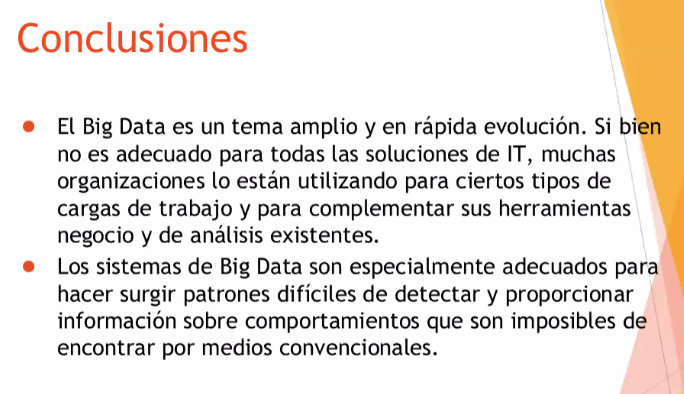 Conclusiones
● El Big Data es un tema amplio y en rápida evolución. Si bien
no es adecuado para todas las soluciones de IT, muchas
organizaciones lo están utilizando para ciertos tipos de
cargas de trabajo y para complementar sus herramientas
negocio y de análisis existentes.
● Los sistemas de Big Data son especialmente adecuados para
hacer surgir patrones difíciles de detectar y proporcionar
información sobre comportamientos que son imposibles de
encontrar por medios convencionales.